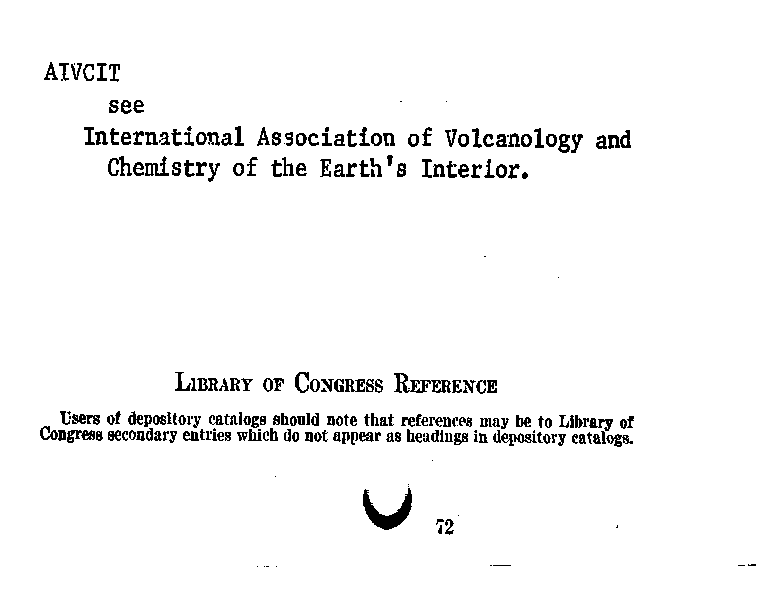 AIVCIT
see
International Association of Volcanology and
Chemistry of the Earth's Interior.
LIBRARY OF CONGRESS REFERENCE
Users of depository catalogs should note that references may be to Library of
Congress secondary entries which do not appear as headings in depository catalogs.
72